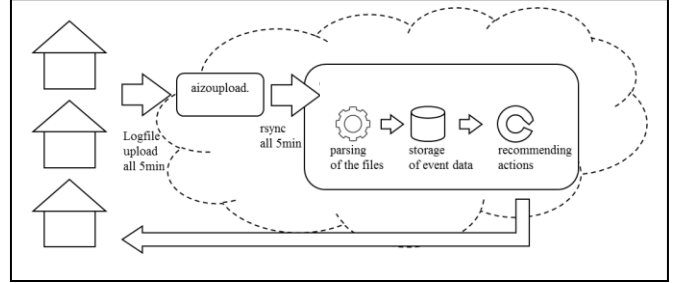 aizoupload.
Logfile
upload
all 5min
rsync
all 5min
parsing
of the files
storage
of event data
recommending
actions